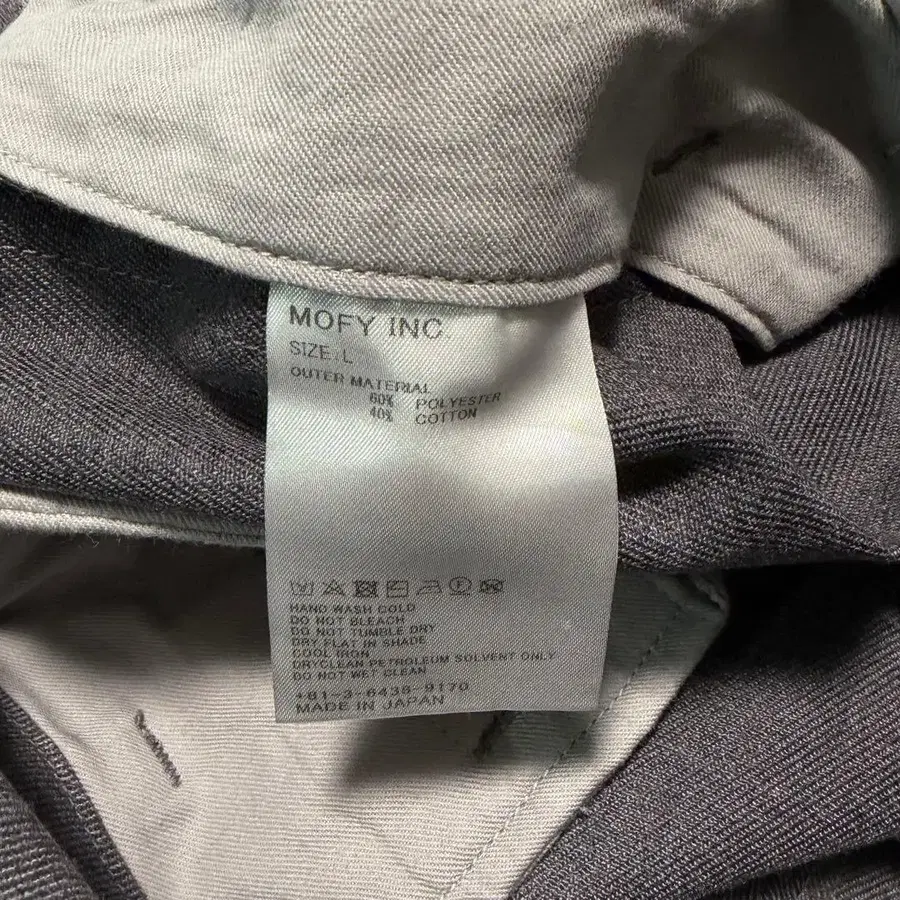 MOFY INC.
SIZE: L
OUTER MATERIAL
60% POLYESTER
40% COTTON
HAND WASH COLD
DO NOT BLEACH
DO NOT TUMBLE DRY
DRY FLAT IN SHADE
COOL IRON
DRYCLEAN PETROLEUM SOLVENT ONLY
DO NOT WET CLEAN
+81-3-6438-9170
MADE IN JAPAN